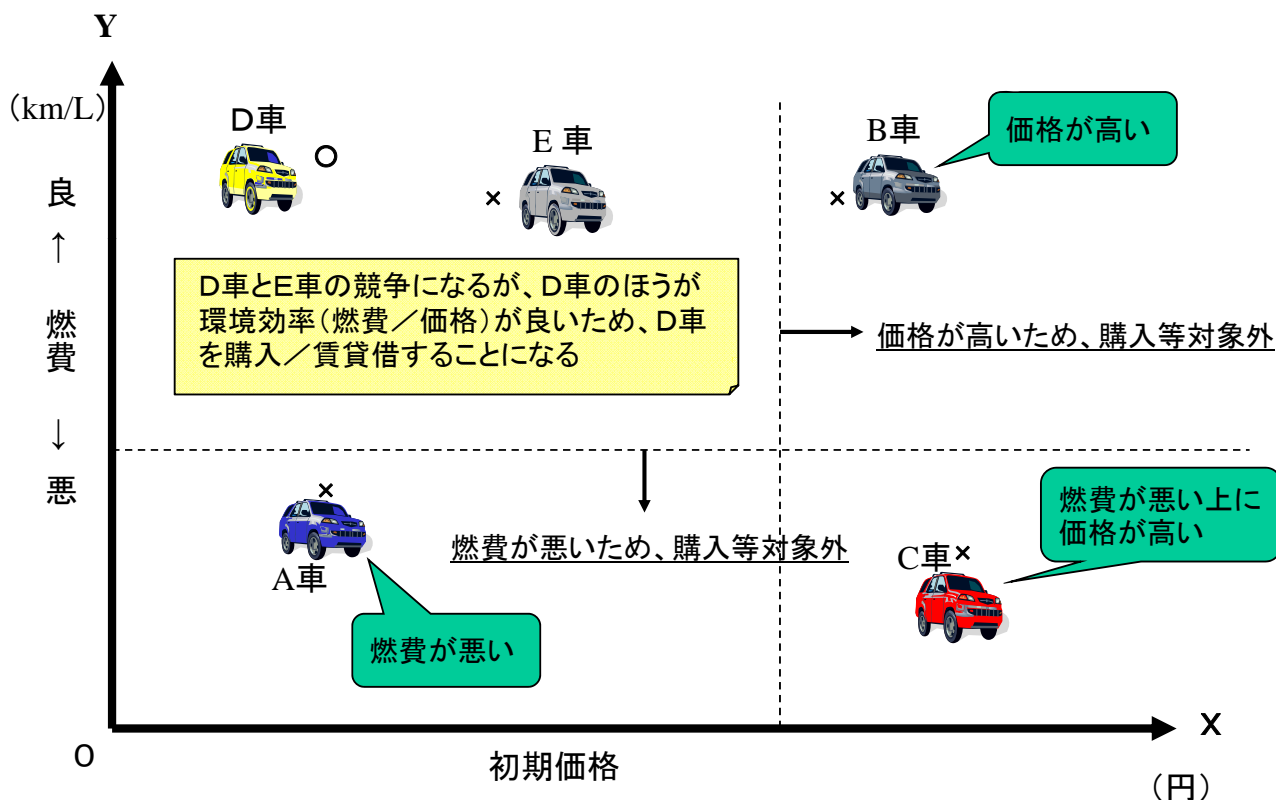 Y
（km/L）
Ｄ車
○
E 車
×
B車
×
価格が高い
良
↑
燃
費
↓
悪
Ｄ車とＥ車の競争になるが、Ｄ車のほうが
環境効率（燃費／価格）が良いため、Ｄ車
を購入／賃貸借することになる
価格が高いため、購入等対象外
×
A車
燃費が悪いため、購入等対象外
燃費が悪い
C車×
燃費が悪い上に
価格が高い
O
初期価格
X
（円）